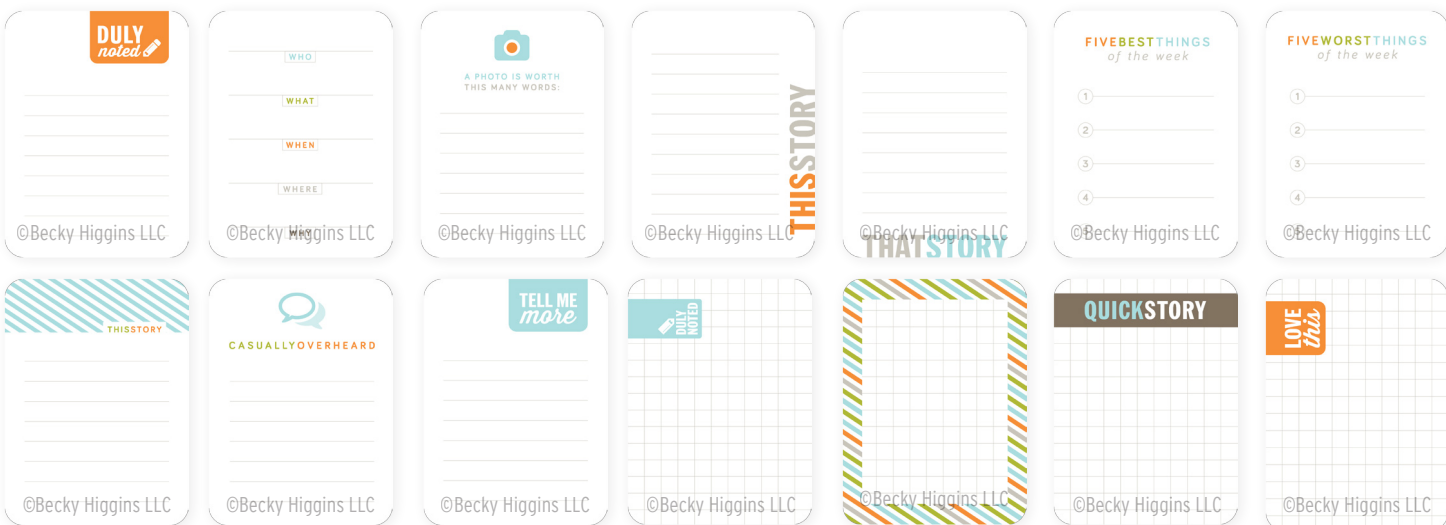 DULY
noted
©Becky Higgins LLC
WHO
WHAT
WHEN
WHERE
WHY
©Becky Higgins LLC
A PHOTO IS WORTH
THIS MANY WORDS:
©Becky Higgins LLC
THISSTORY
©Becky Higgins LLC
©Becky Higgins LLC
THATSTORY
FIVEBESTTHINGS
of the week
1
2
3
4
5
©Becky Higgins LLC
FIVEWORSTTHINGS
of the week
1
2
3
4
5
©Becky Higgins LLC
THISSTORY
©Becky Higgins LLC
CASUALLYOVERHEARD
©Becky Higgins LLC
TELL ME
more
©Becky Higgins LLC
DULY
NOTED
©Becky Higgins LLC
©Becky Higgins LLC
QUICKSTORY
©Becky Higgins LLC
LOVE
this
©Becky Higgins LLC